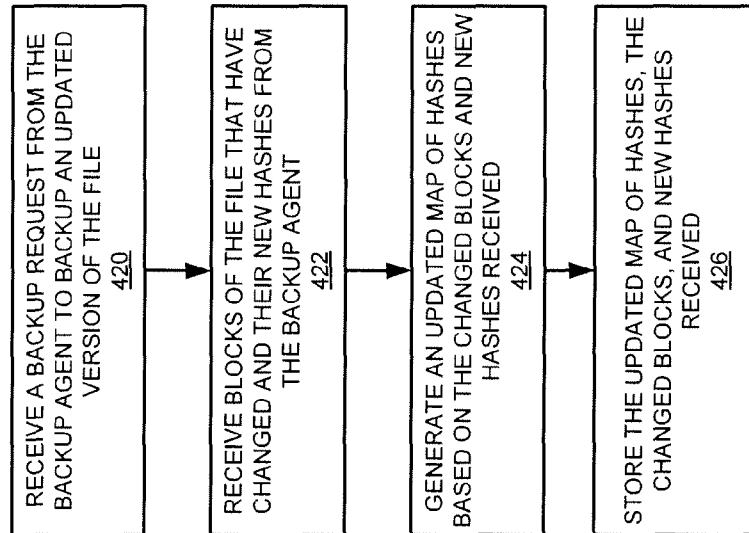 RECEIVE A BACKUP REQUEST FROM THE
BACKUP AGENT TO BACKUP AN UPDATED
VERSION OF THE FILE
420
RECEIVE BLOCKS OF THE FILE THAT HAVE
CHANGED AND THEIR NEW HASHES FROM
THE BACKUP AGENT
422
GENERATE AN UPDATED MAP OF HASHES
BASED ON THE CHANGED BLOCKS AND NEW
HASHES RECEIVED
424
STORE THE UPDATED MAP OF HASHES, THE
CHANGED BLOCKS, AND NEW HASHES
RECEIVED
426